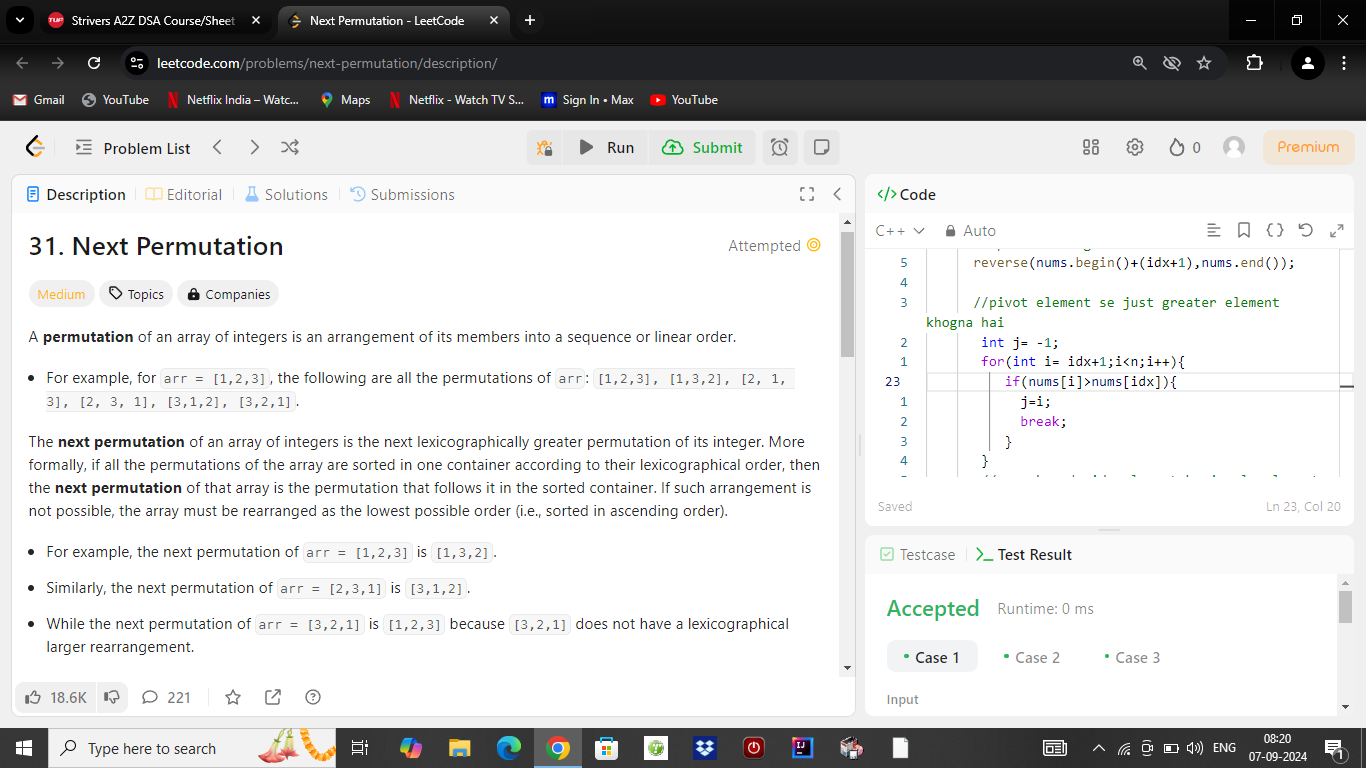 Strivers A2Z DSA Course/Sheet
Next Permutation - LeetCode
leetcode.com/problems/next-permutation/description/
Gmail
YouTube
Netflix India – Watc...
Maps
Netflix - Watch TV S...
Sign In • Max
YouTube
Problem List
Run
Submit
0
Premium
Description
Editorial
Solutions
Submissions
31. Next Permutation
Attempted
Medium
Topics
Companies
A permutation of an array of integers is an arrangement of its members into a sequence or linear order.
• For example, for arr = [1,2,3], the following are all the permutations of arr: [1,2,3], [1,3,2], [2, 1,
3], [2, 3, 1], [3,1,2], [3,2,1].
The next permutation of an array of integers is the next lexicographically greater permutation of its integer. More
formally, if all the permutations of the array are sorted in one container according to their lexicographical order, then
the next permutation of that array is the permutation that follows it in the sorted container. If such arrangement is
not possible, the array must be rearranged as the lowest possible order (i.e., sorted in ascending order).
• For example, the next permutation of arr = [1,2,3] is [1,3,2].
• Similarly, the next permutation of arr = [2,3,1] is [3,1,2].
• While the next permutation of arr = [3,2,1] is [1,2,3] because [3,2,1] does not have a lexicographical
larger rearrangement.
18.6K
221
Code
C++
Auto
5 reverse(nums.begin()+(idx+1),nums.end());
4
3 //pivot element se just greater element
khogna hai
2 int j= -1;
1 for(int i= idx+1;i<n;i++){
23 if(nums[i]>nums[idx]){
1 j=i;
2 break;
3 }
4 }
Saved
Ln 23, Col 20
Testcase
Test Result
Accepted
Runtime: 0 ms
• Case 1
• Case 2
• Case 3
Input
Type here to search
ENG
08:20
07-09-2024
1